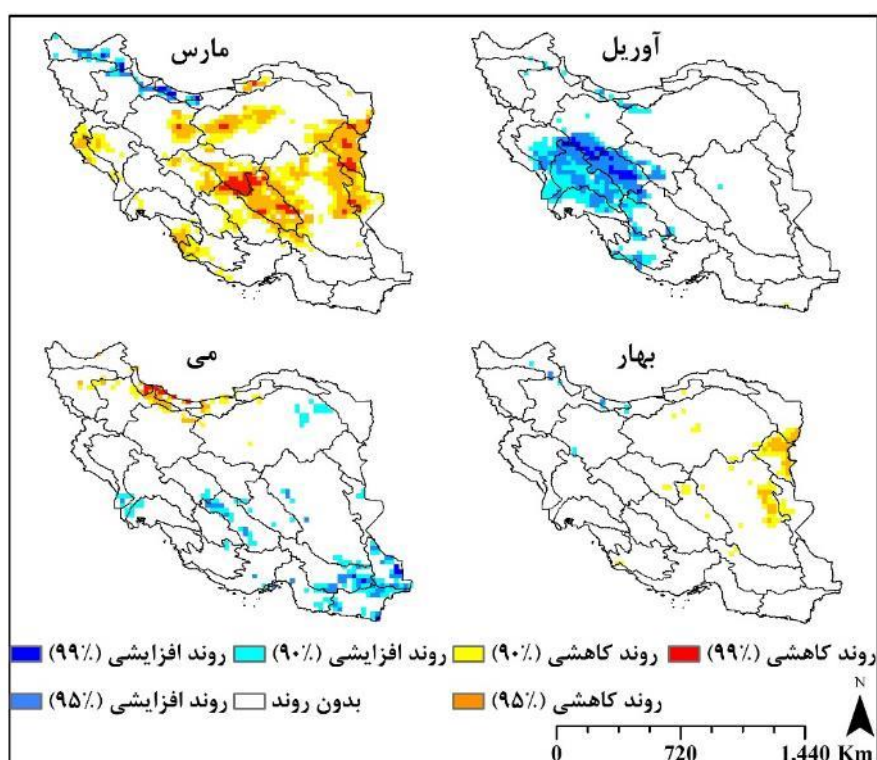 مارس
آوریل
می
بهار
روند کاهشی (۹۹٪)
روند کاهشی (۹۰٪)
روند افزایشی (۹۰٪)
روند افزایشی (۹۹٪)
روند کاهشی (۹۵٪)
بدون روند
روند افزایشی (۹۵٪)
N
0 720 1,440 Km